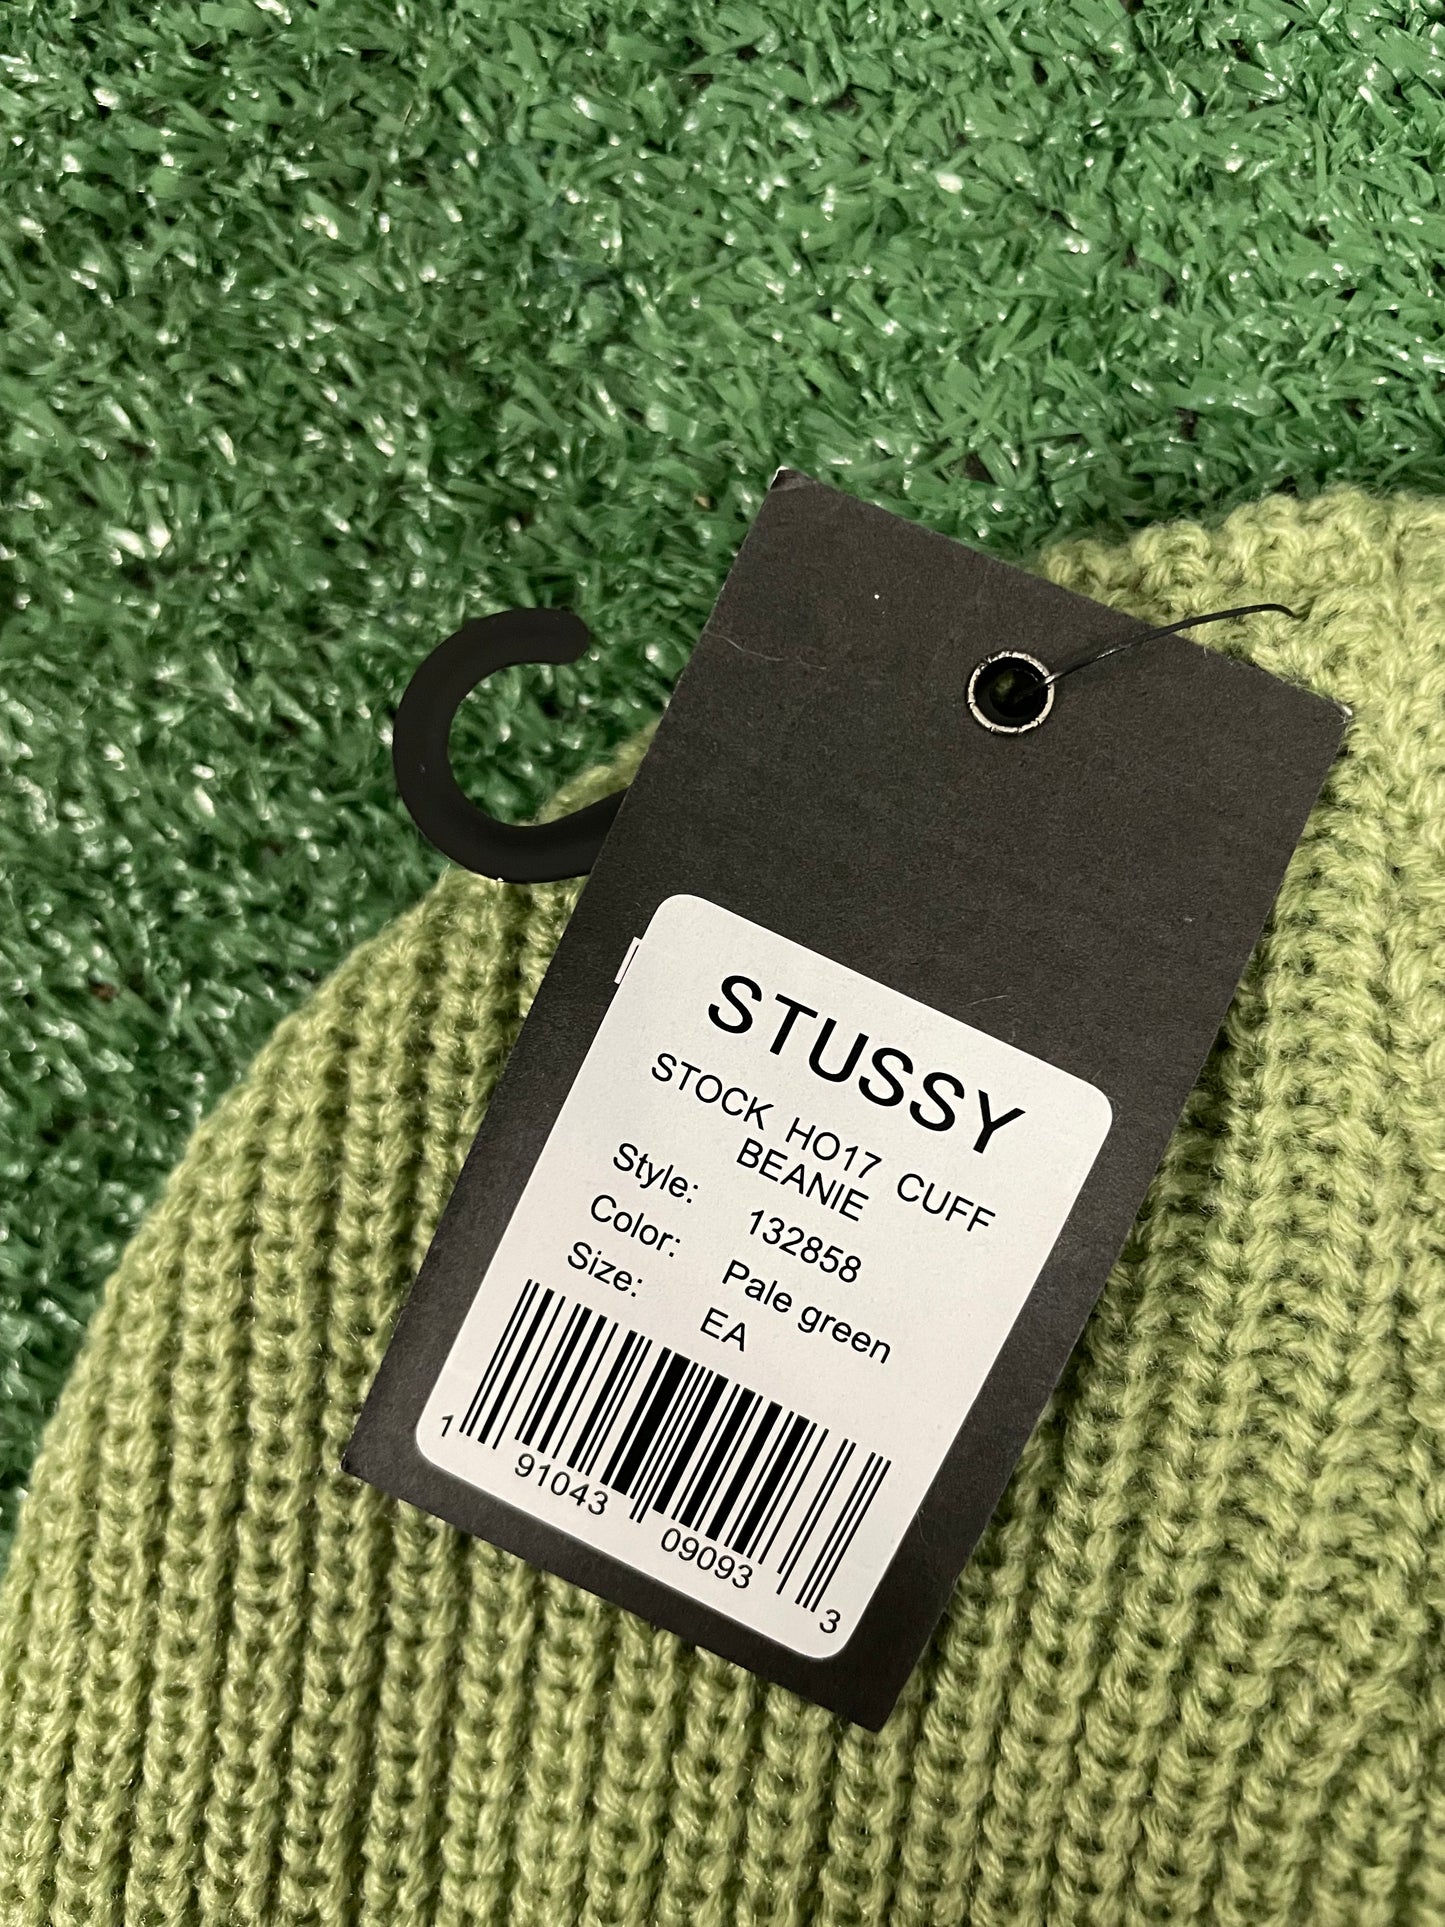 STUSSY
STOCK HO17 CUFF
BEANIE
Style: 132858
Color: Pale green
Size: EA
1 91043 09093 3